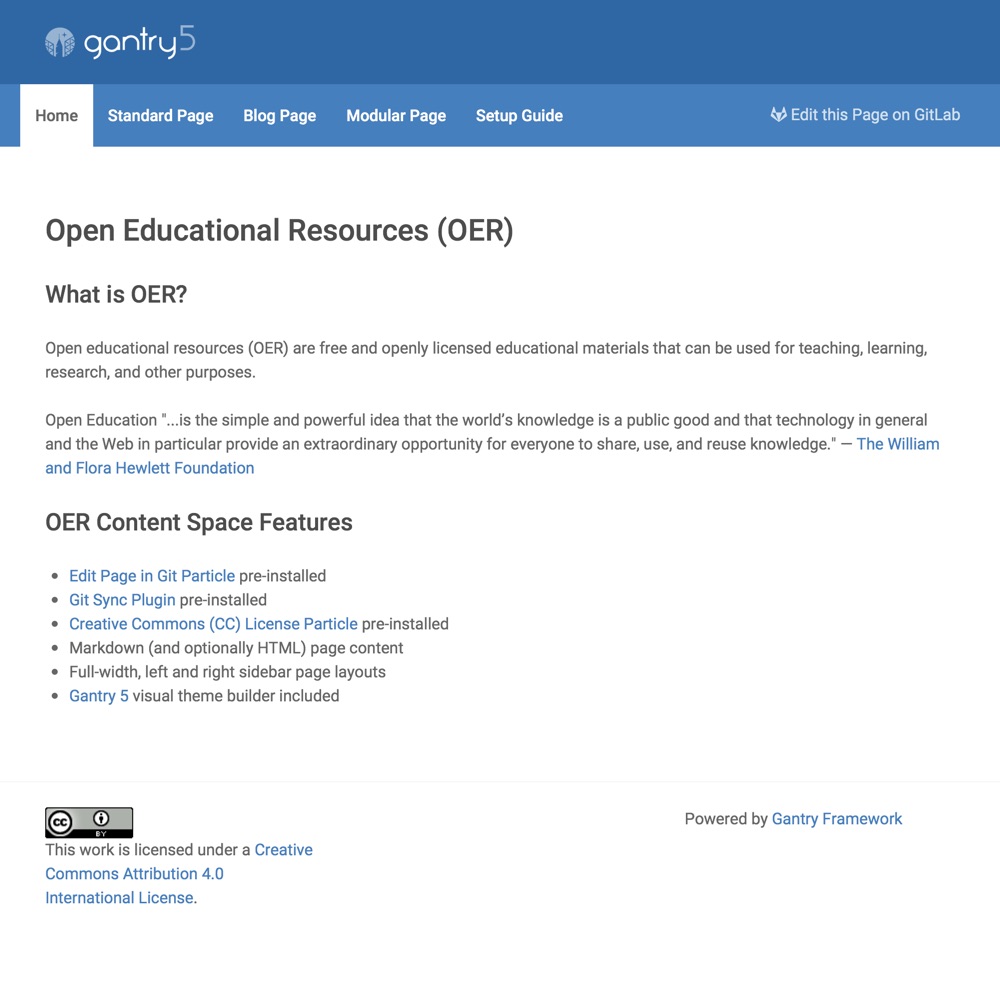 gantry5
Home Standard Page Blog Page Modular Page Setup Guide Edit this Page on GitLab
Open Educational Resources (OER)
What is OER?
Open educational resources (OER) are free and openly licensed educational materials that can be used for teaching, learning,
research, and other purposes.
Open Education "...is the simple and powerful idea that the world’s knowledge is a public good and that technology in general
and the Web in particular provide an extraordinary opportunity for everyone to share, use, and reuse knowledge." — The William
and Flora Hewlett Foundation
OER Content Space Features
• Edit Page in Git Particle pre-installed
• Git Sync Plugin pre-installed
• Creative Commons (CC) License Particle pre-installed
• Markdown (and optionally HTML) page content
• Full-width, left and right sidebar page layouts
• Gantry 5 visual theme builder included
cc BY
Powered by Gantry Framework
This work is licensed under a Creative
Commons Attribution 4.0
International License.